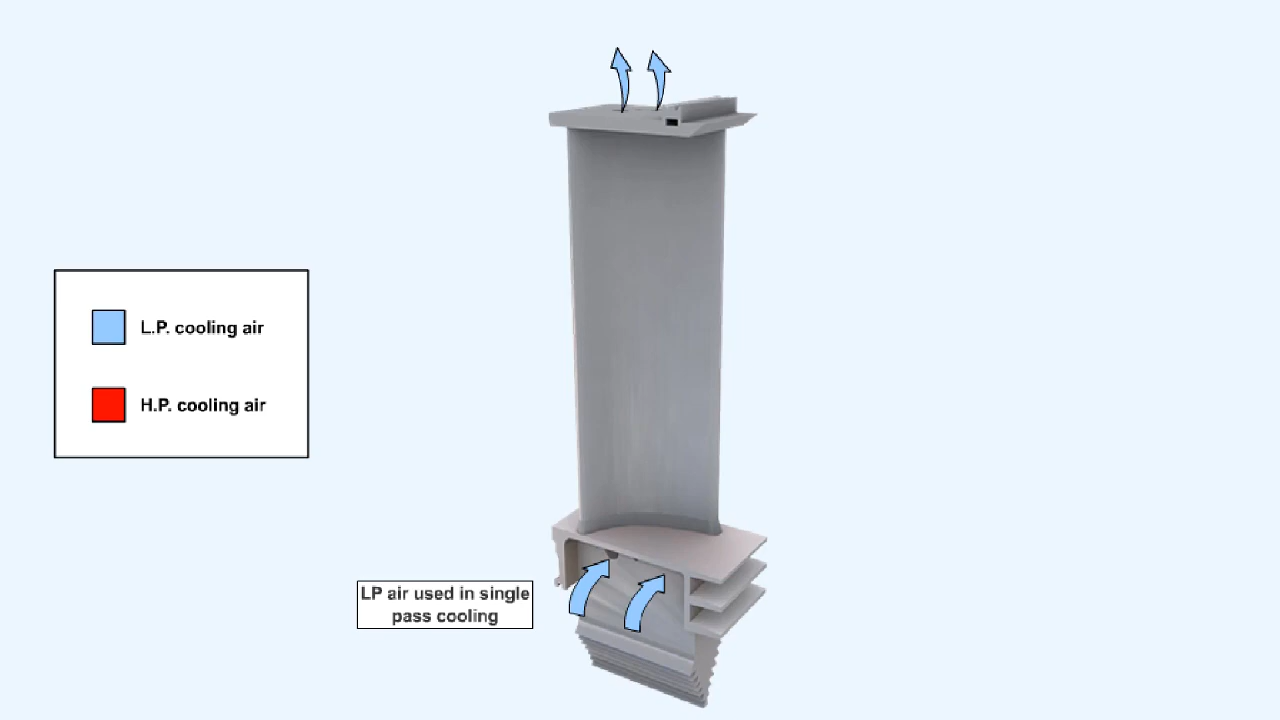 L.P. cooling air
H.P. cooling air
LP air used in single
pass cooling